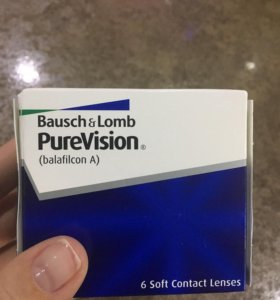 Bausch & Lomb
PureVision®
(balafilcon A)
6 Soft Contact Lenses